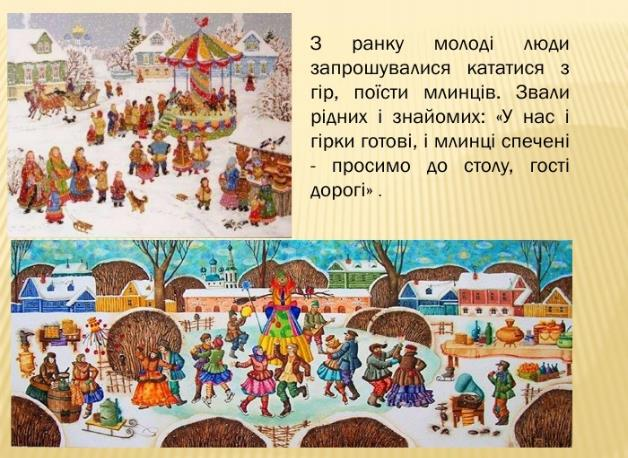 З ранку молоді люди
запрошувалися кататися з
гір, поїсти млинців. Звали
рідних і знайомих: «У нас і
гірки готові, і млинці спечені
- просимо до столу, гості
дорогі» .